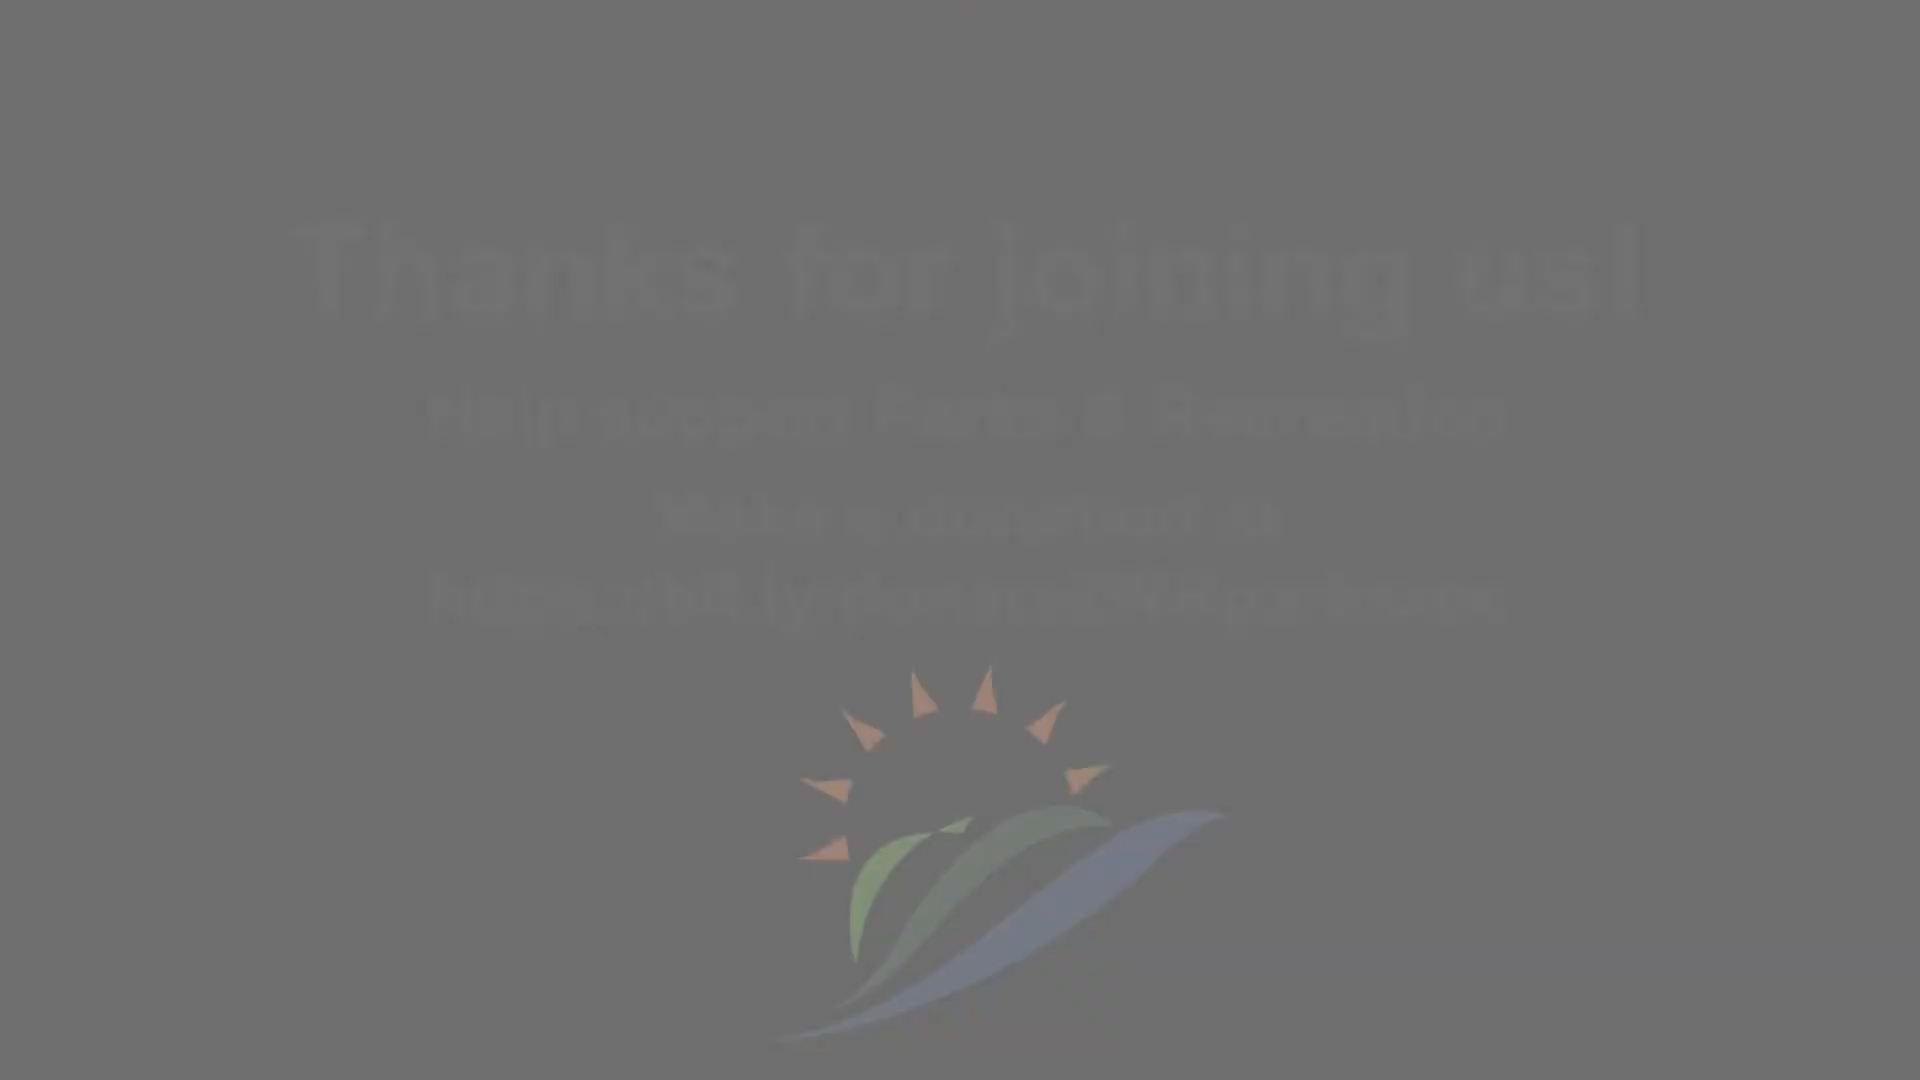 Thanks for joining us!
Help support Parks & Recreation
Make a donation at